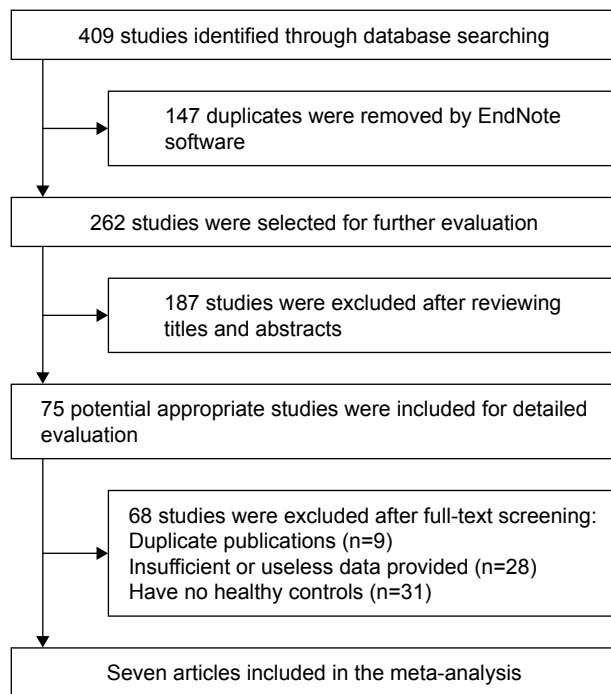 409 studies identified through database searching
147 duplicates were removed by EndNote
software
262 studies were selected for further evaluation
187 studies were excluded after reviewing
titles and abstracts
75 potential appropriate studies were included for detailed
evaluation
68 studies were excluded after full-text screening:
Duplicate publications (n=9)
Insufficient or useless data provided (n=28)
Have no healthy controls (n=31)
Seven articles included in the meta-analysis